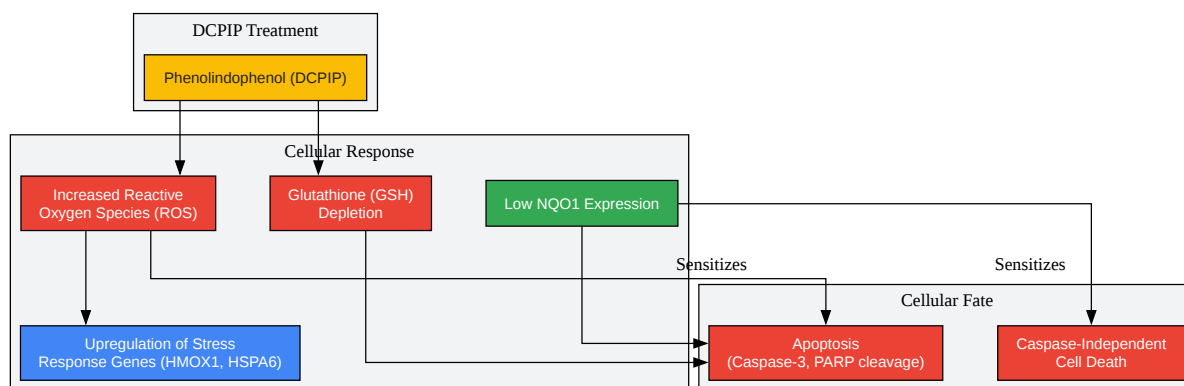 DCPIP Treatment
Phenolindophenol (DCPIP)
Cellular Response
Increased Reactive
Oxygen Species (ROS)
Glutathione (GSH)
Depletion
Low NQO1 Expression
Sensitizes
Sensitizes
Cellular Fate
Upregulation of Stress
Response Genes (HMOX1, HSPA6)
Apoptosis
(Caspase-3, PARP cleavage)
Caspase-Independent
Cell Death